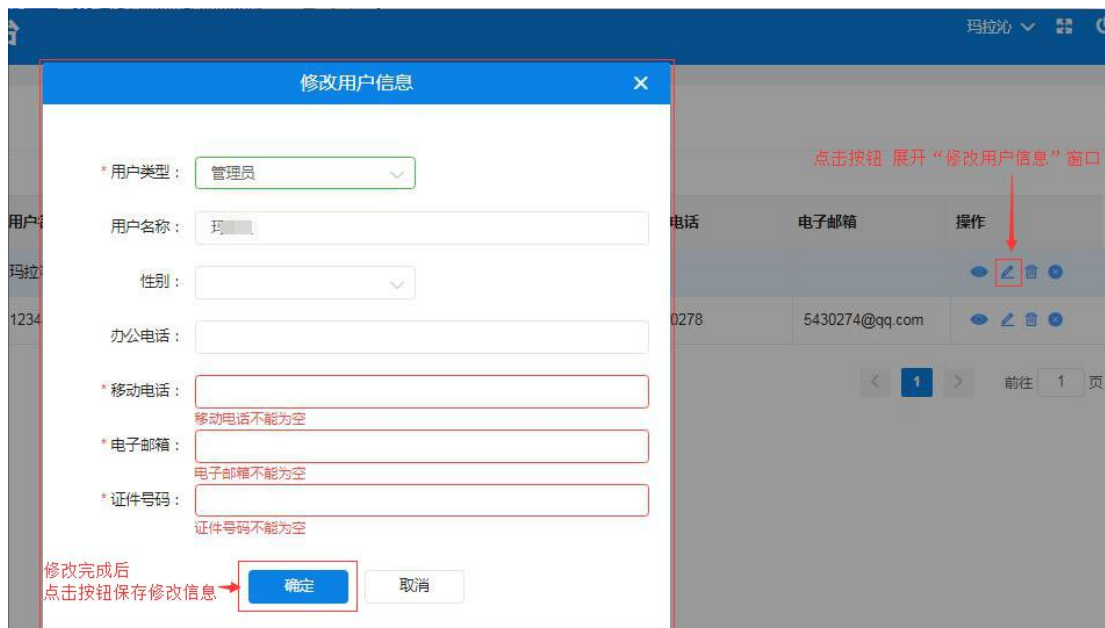 台
玛拉沁
修改用户信息
点击按钮 展开“修改用户信息”窗口
* 用户类型： 管理员
用户名称： 玛
性别：
办公电话：
* 移动电话：
移动电话不能为空
* 电子邮箱：
电子邮箱不能为空
* 证件号码：
证件号码不能为空
修改完成后
点击按钮保存修改信息
确定 取消
用户 电话 电子邮箱 操作
玛拉
1234 0278 5430274@qq.com
1 前往 1 页